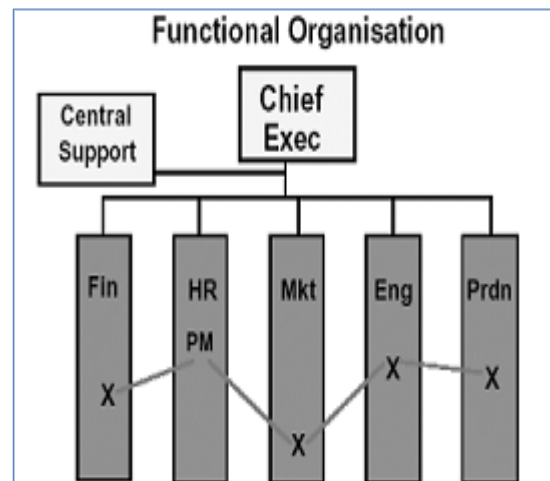 Functional Organisation
Chief
Exec
Central
Support
Fin
HR
Mkt
Eng
Prdn
PM
X
X
X
X